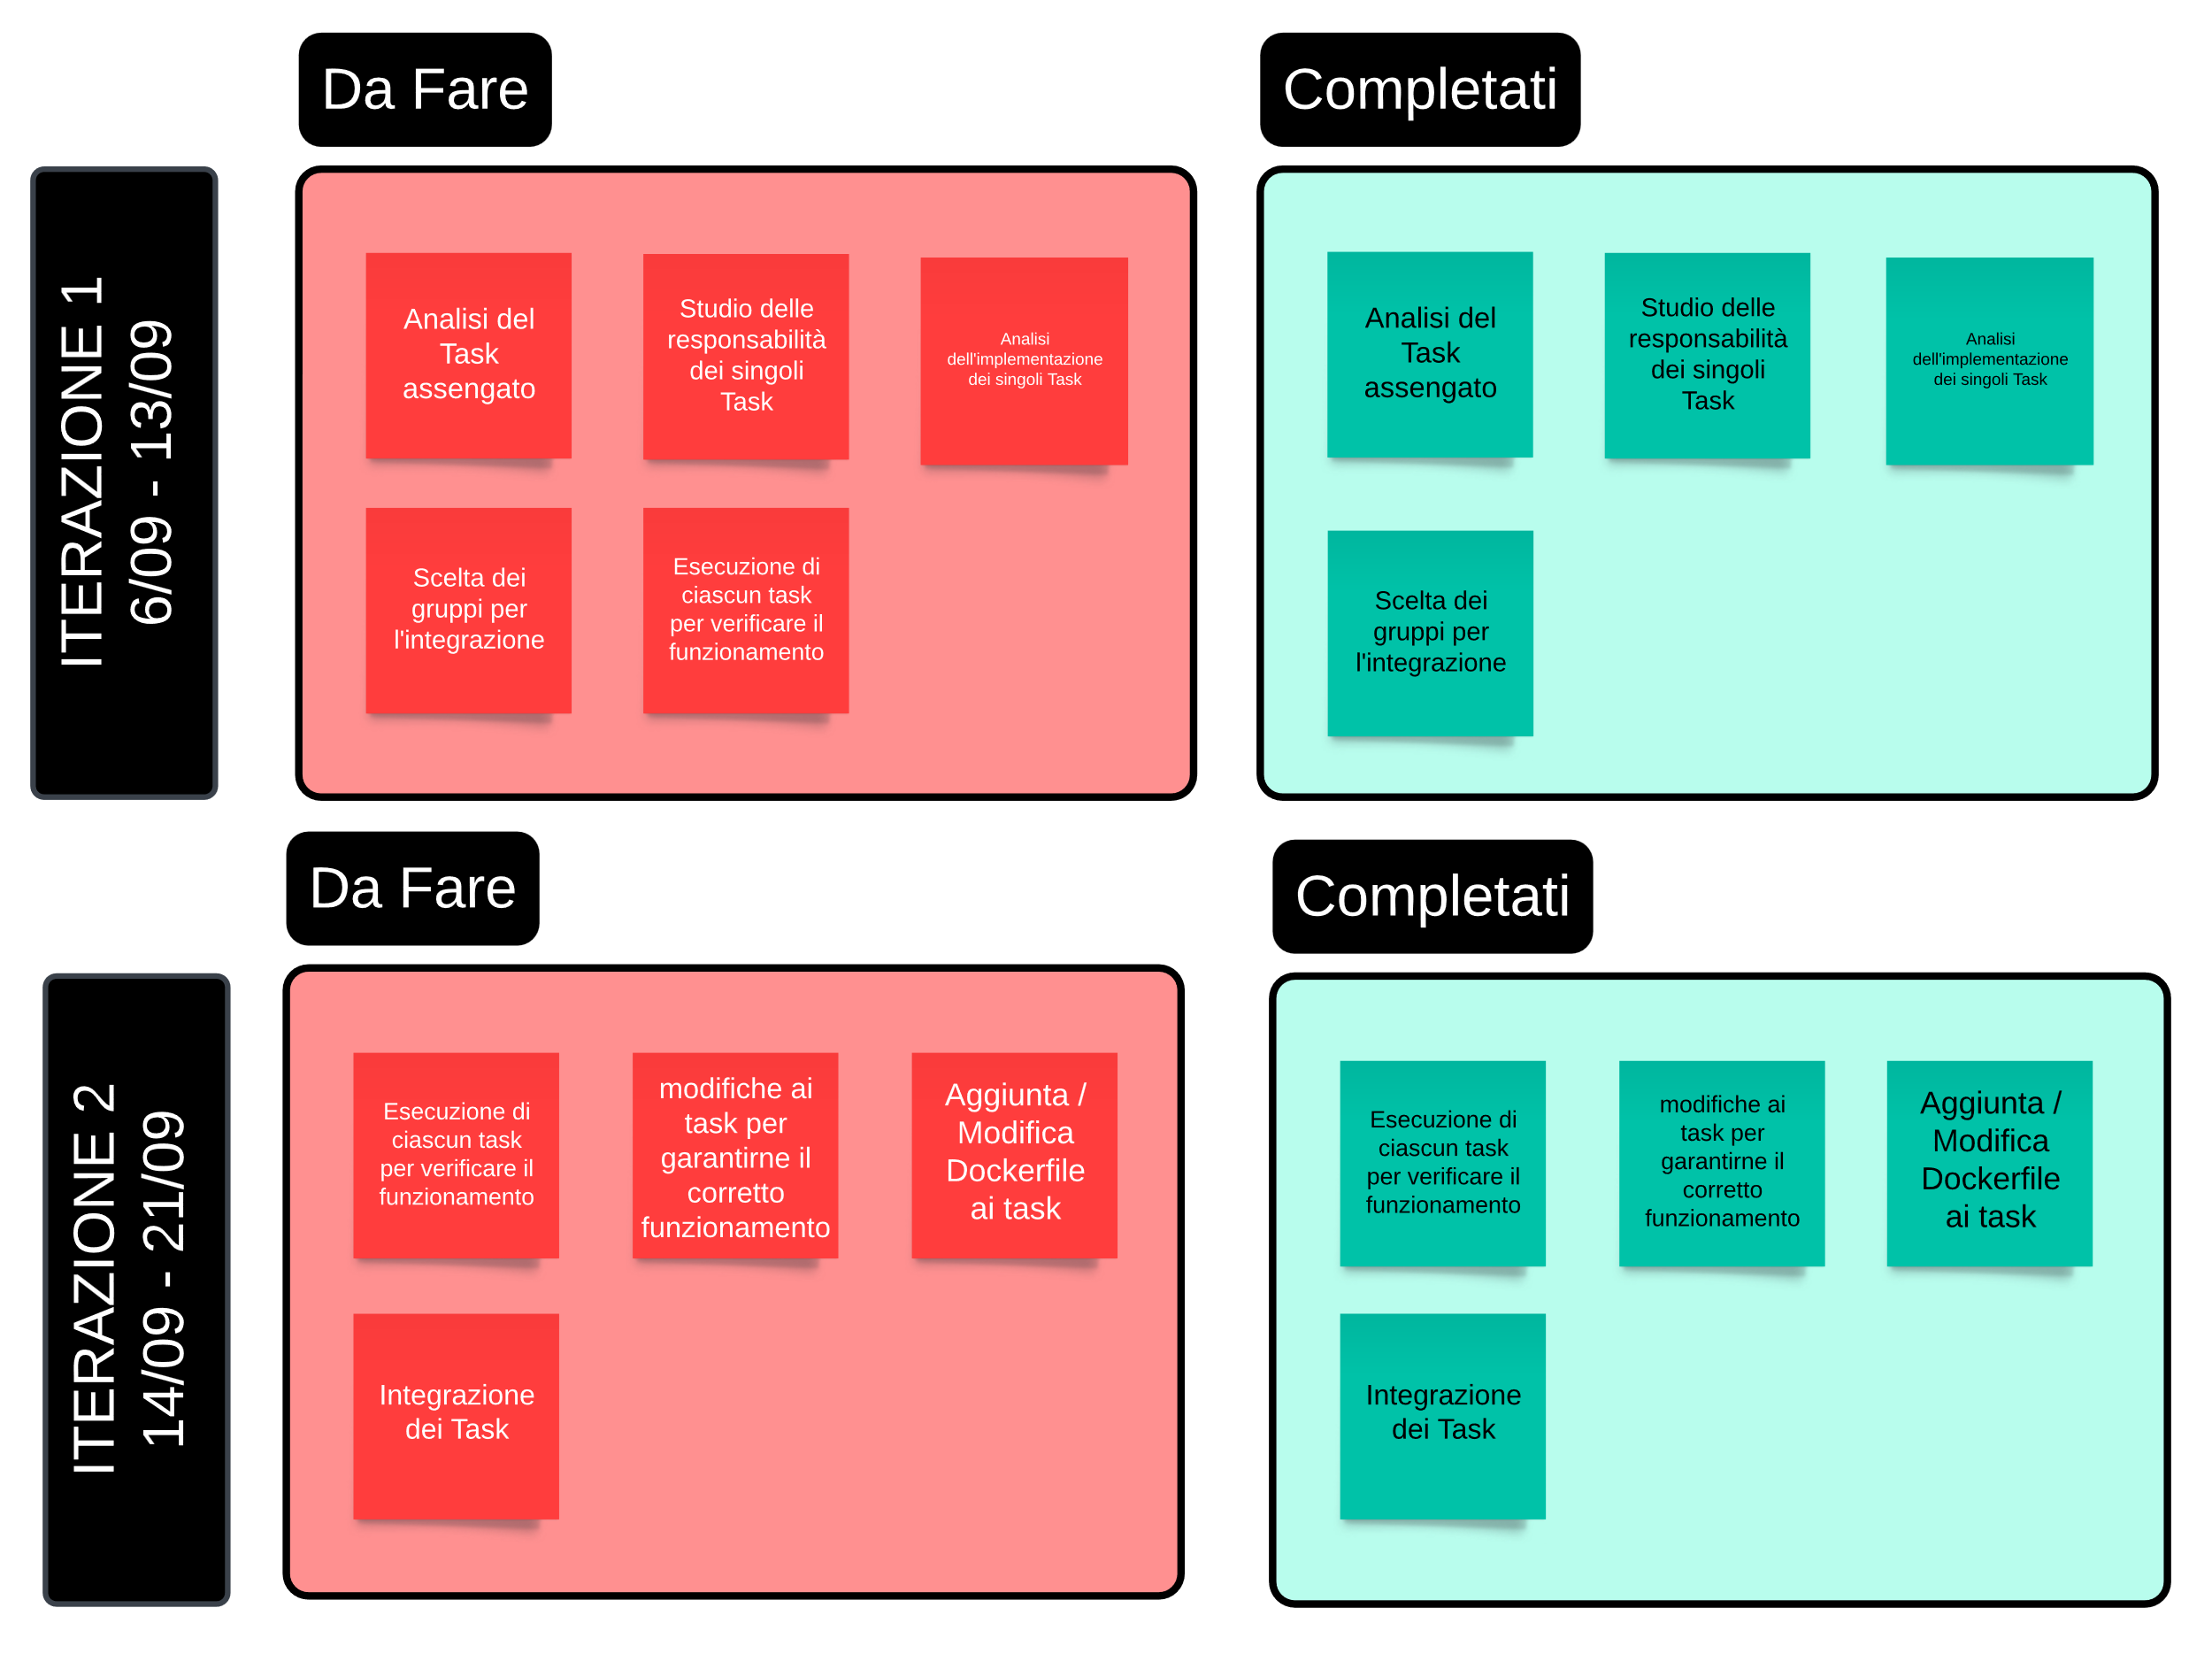 Da Fare
Completati
ITERAZIONE 1
6/09 - 13/09
Analisi del
Task
assengato
Studio delle
responsabilità
dei singoli
Task
Analisi
dell'implementazione
dei singoli Task
Scelta dei
gruppi per
l'integrazione
Esecuzione di
ciascun task
per verificare il
funzionamento
Analisi del
Task
assengato
Studio delle
responsabilità
dei singoli
Task
Analisi
dell'implementazione
dei singoli Task
Scelta dei
gruppi per
l'integrazione
Da Fare
Completati
ITERAZIONE 2
14/09 - 21/09
Esecuzione di
ciascun task
per verificare il
funzionamento
modifiche ai
task per
garantirne il
corretto
funzionamento
Aggiunta /
Modifica
Dockerfile
ai task
Integrazione
dei Task
Esecuzione di
ciascun task
per verificare il
funzionamento
modifiche ai
task per
garantirne il
corretto
funzionamento
Aggiunta /
Modifica
Dockerfile
ai task
Integrazione
dei Task